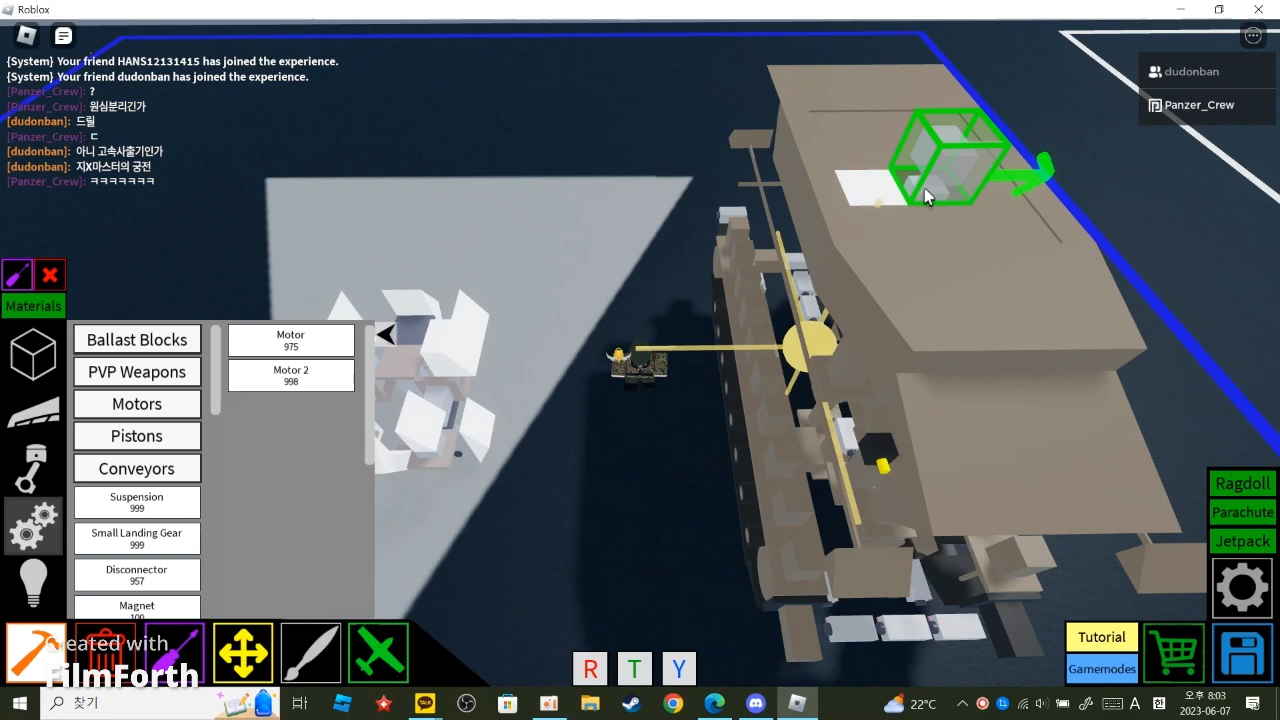 Roblox
{System} Your friend HANS12131415 has joined the experience.
{System} Your friend dudonban has joined the experience.
[Panzer_Crew]: ?
[Panzer_Crew]: 원심분리긴가
[dudonban]: 드릴
[Panzer_Crew]: ㄷ
[dudonban]: 아니 고속사출기인가
[dudonban]: 지X마스터의 궁전
[Panzer_Crew]: ㅋㅋㅋㅋㅋㅋㅋ
dudonban
Panzer_Crew
Materials
Ballast Blocks
PVP Weapons
Motors
Pistons
Conveyors
Suspension
999
Small Landing Gear
999
Disconnector
957
Magnet
100
Motor
975
Motor 2
998
Ragdoll
Parachute
Jetpack
Tutorial
Gamemodes
R T Y
Created with
FilmForth
찾기
TALK
22°C
A
한
오후 8:03
2023-06-07